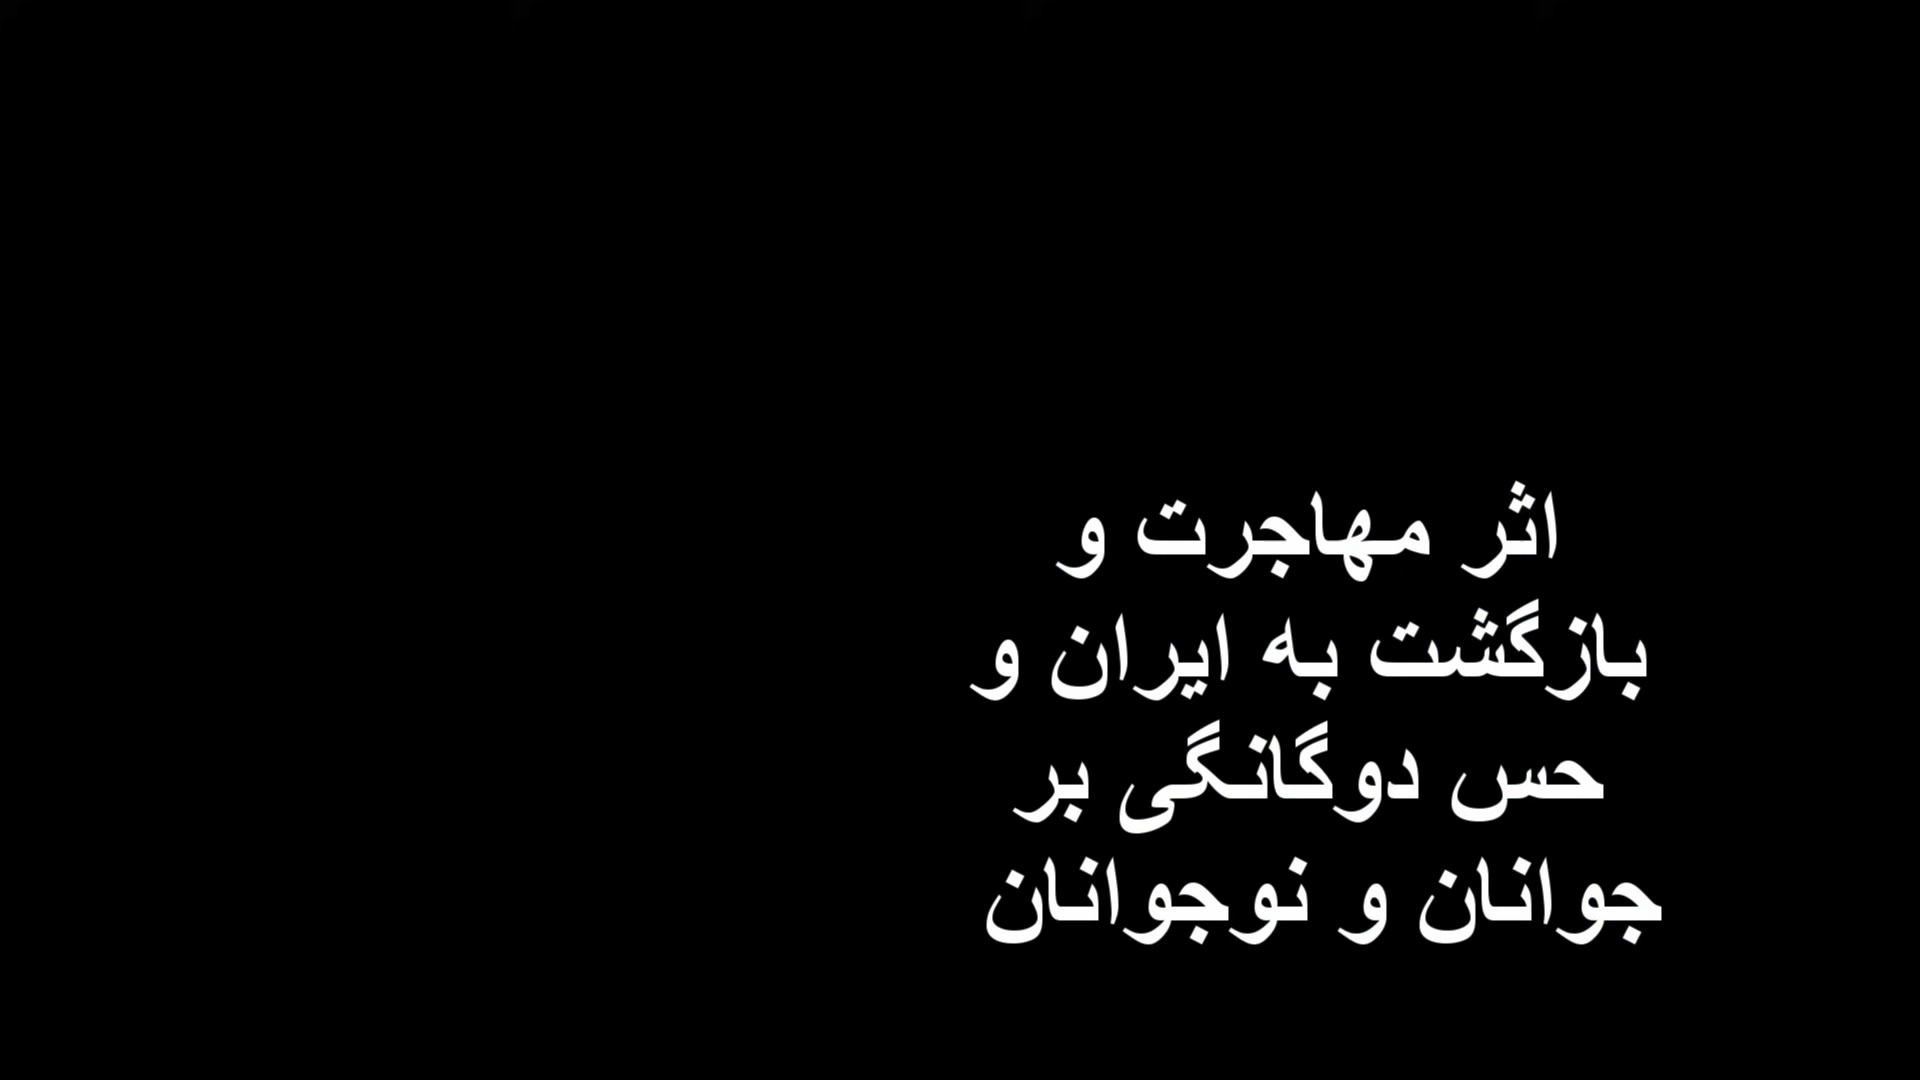 اثر مهاجرت و
بازگشت به ایران و
حس دوگانگی بر
جوانان و نوجوانان